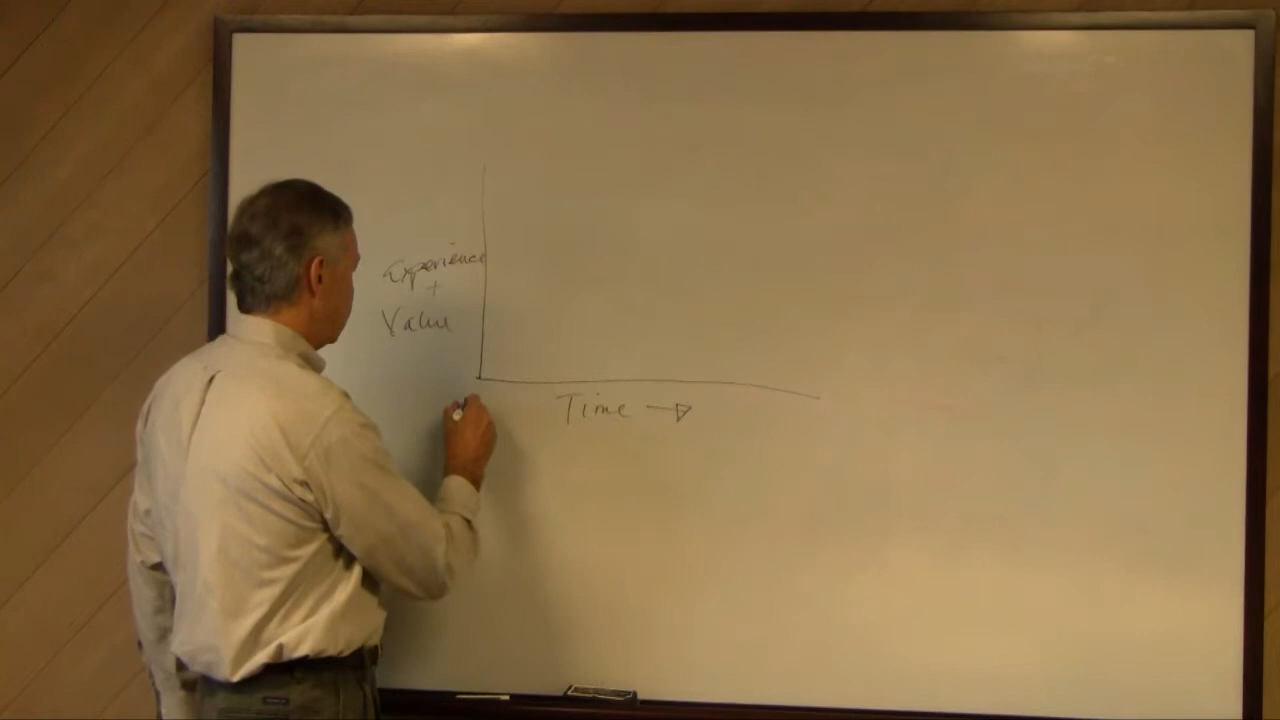 Experience
+
Value
Time →